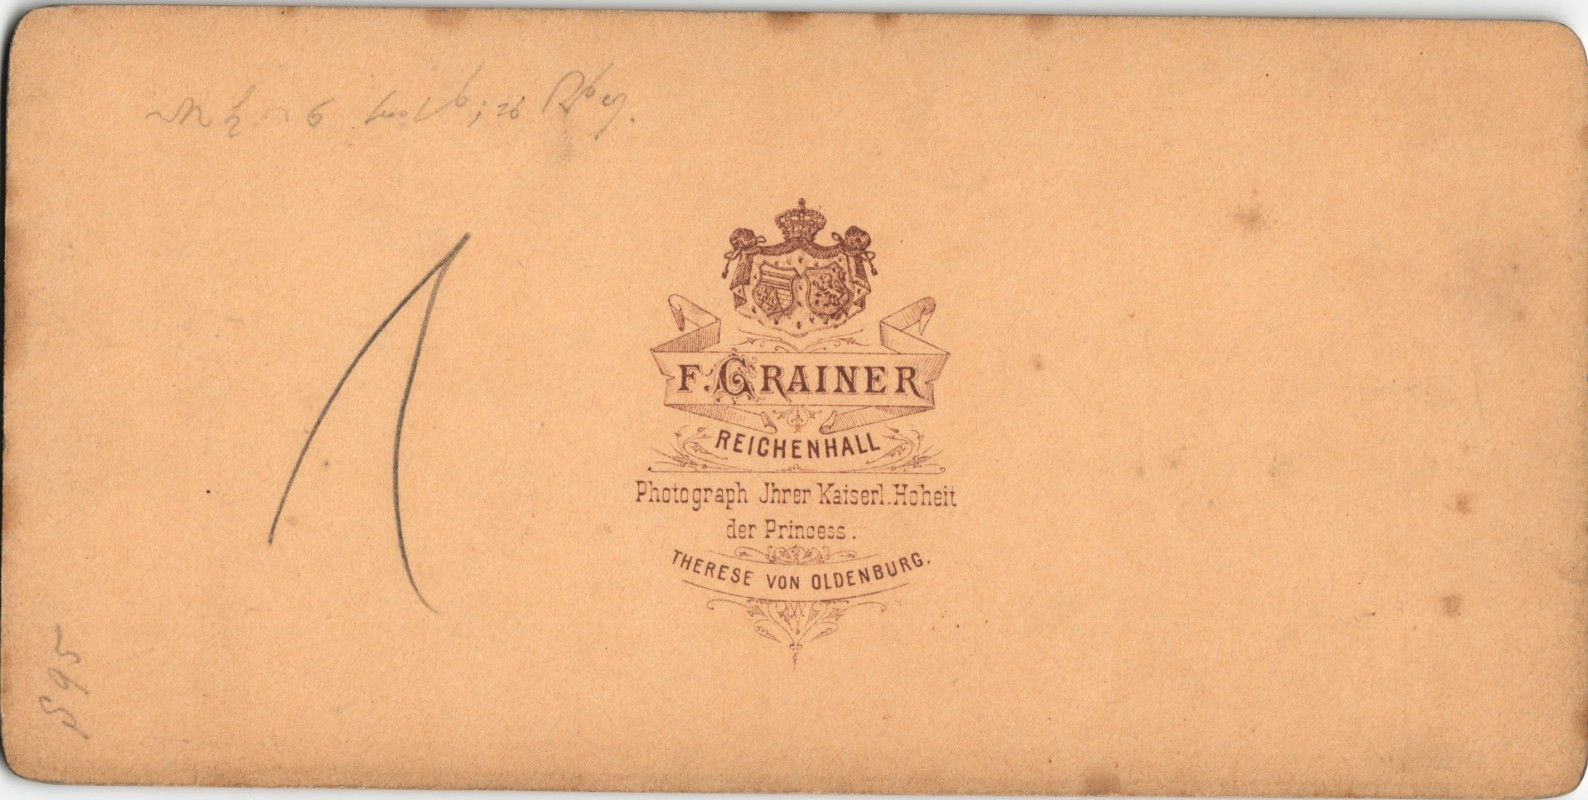 1
F. GRAINER
REICHENHALL
Photograph Jhrer Kaiserl. Hoheit
der Princess.
THERESE VON OLDENBURG.
595